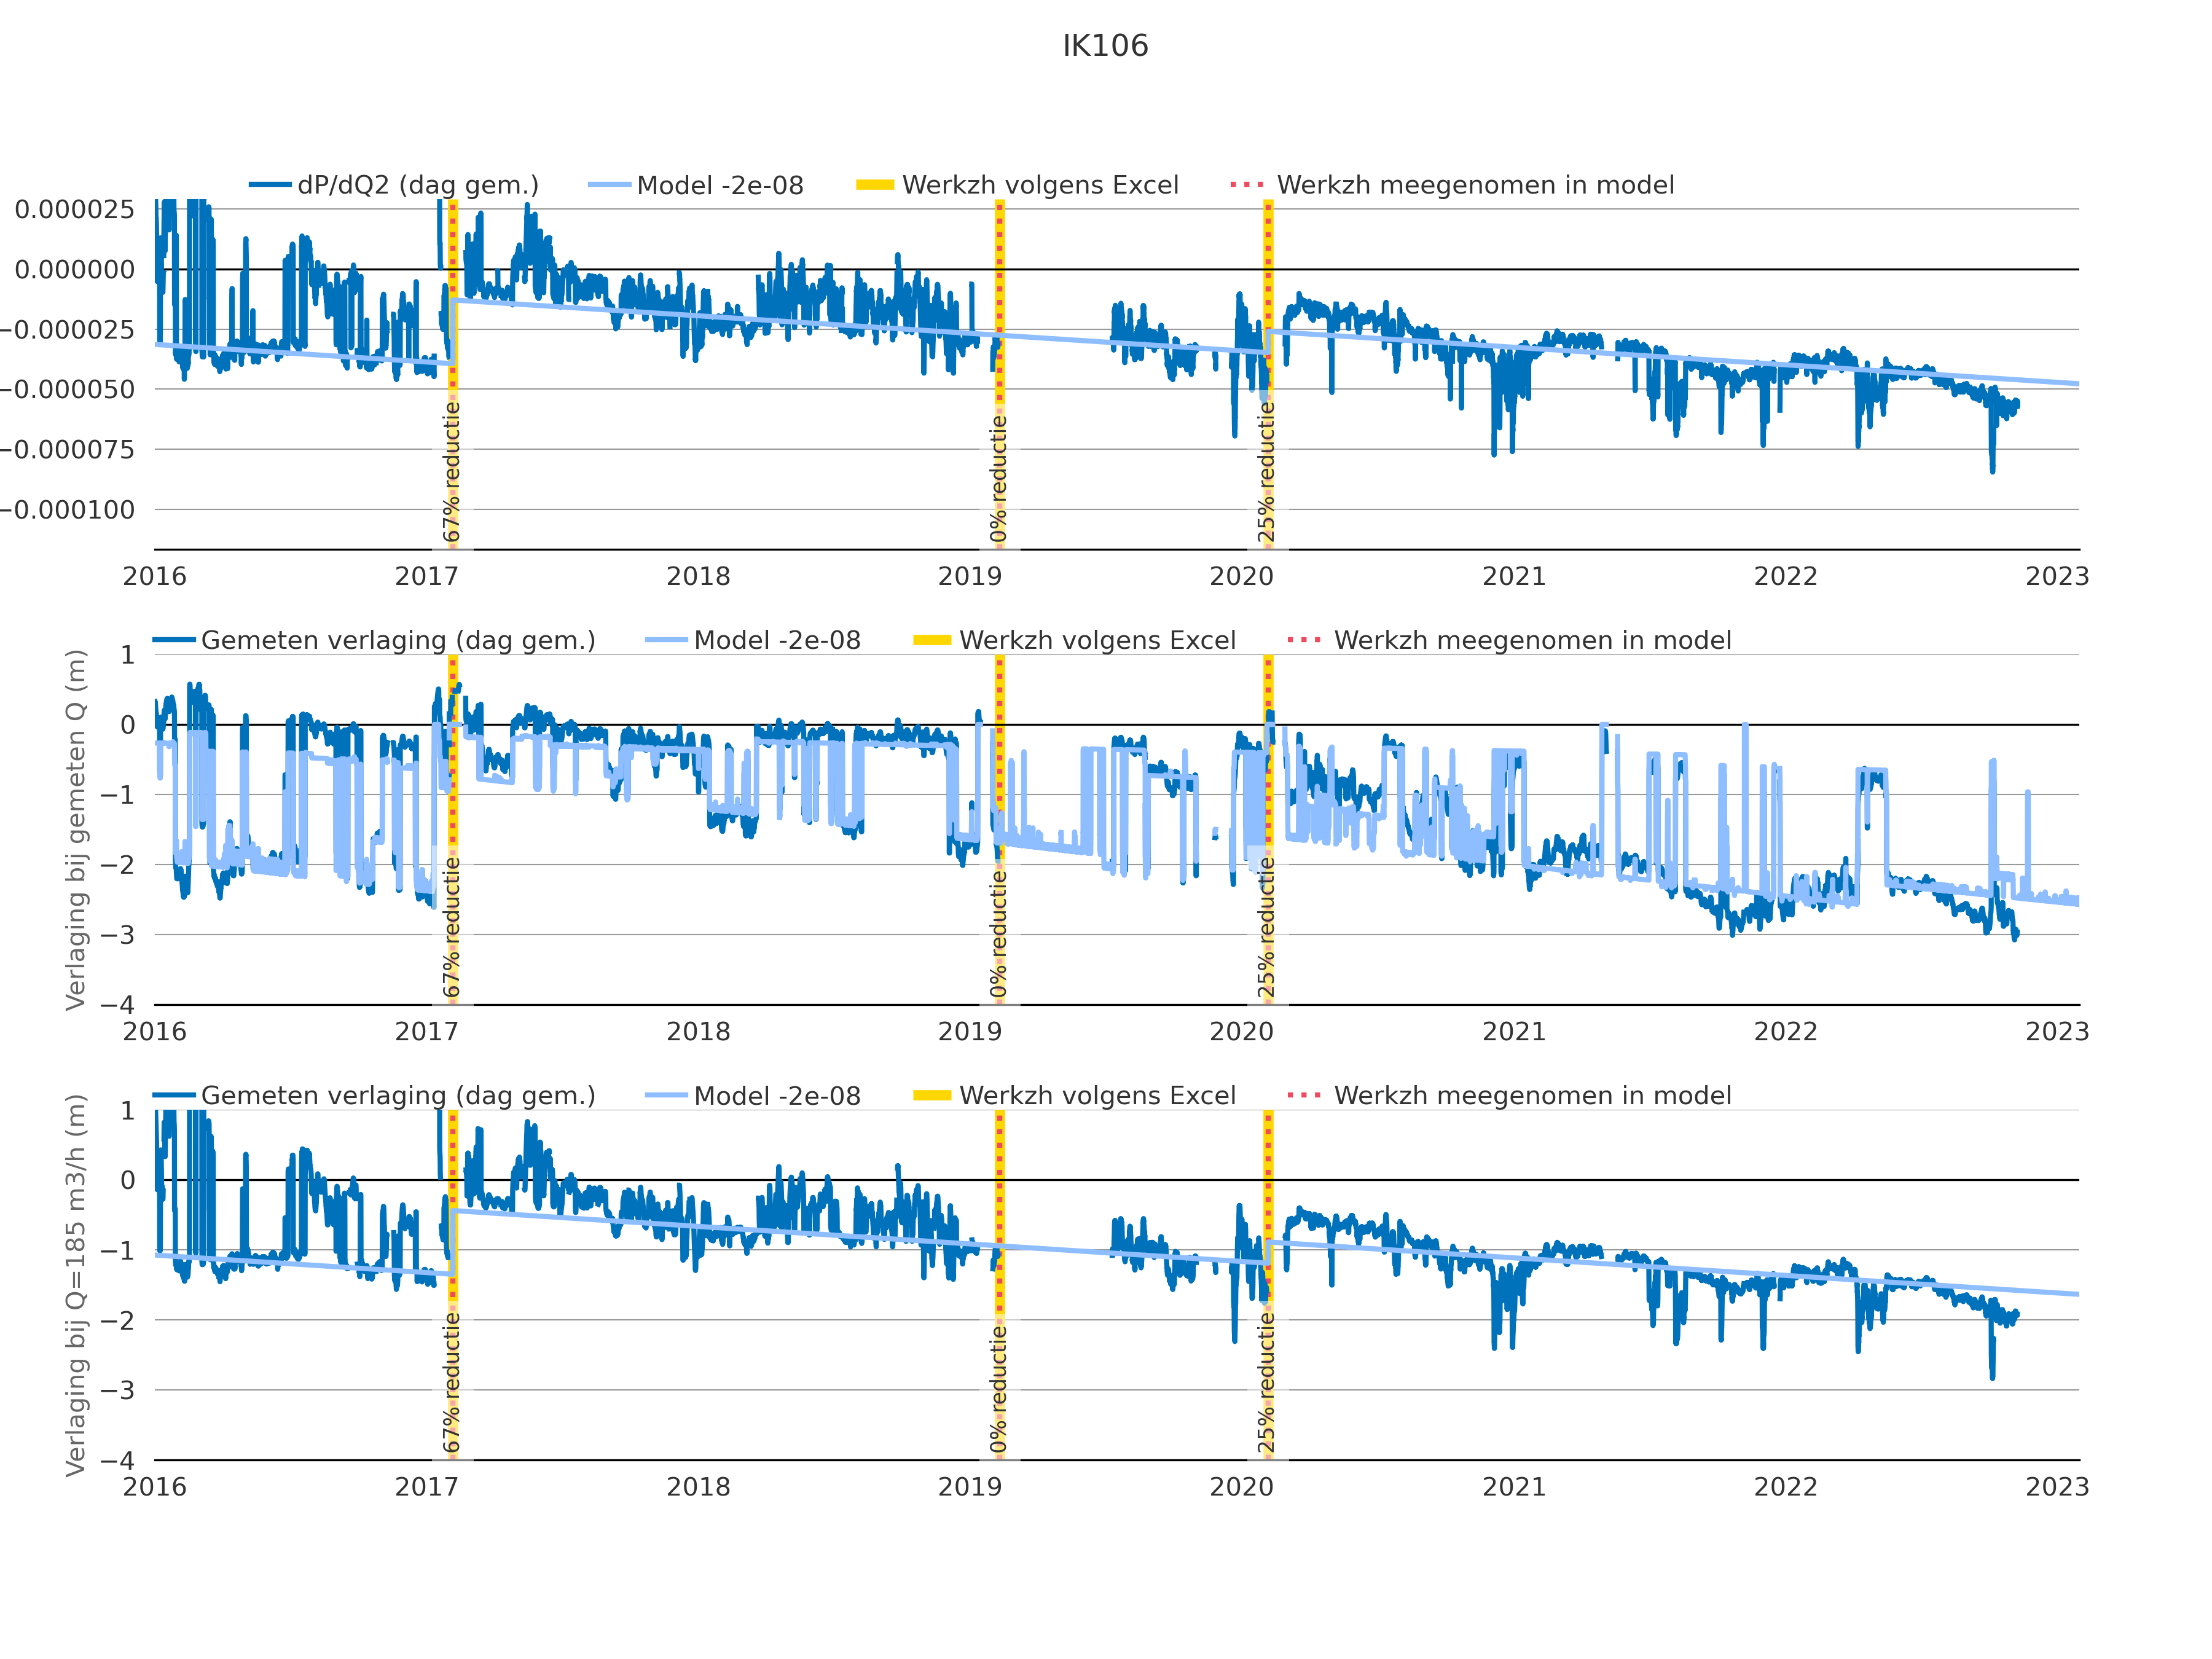 IK106
dP/dQ2 (dag gem.) Model -2e-08 Werkzh volgens Excel Werkzh meegenomen in model
0.000025
0.000000
−0.000025
−0.000050
−0.000075
−0.000100
67% reductie 0% reductie 25% reductie
2016 2017 2018 2019 2020 2021 2022 2023
Gemeten verlaging (dag gem.) Model -2e-08 Werkzh volgens Excel Werkzh meegenomen in model
Verlaging bij gemeten Q (m)
1
0
−1
−2
−3
−4
67% reductie 0% reductie 25% reductie
2016 2017 2018 2019 2020 2021 2022 2023
Gemeten verlaging (dag gem.) Model -2e-08 Werkzh volgens Excel Werkzh meegenomen in model
Verlaging bij Q=185 m3/h (m)
1
0
−1
−2
−3
−4
67% reductie 0% reductie 25% reductie
2016 2017 2018 2019 2020 2021 2022 2023